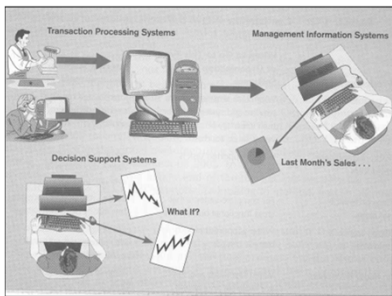 Transaction Processing Systems
Management Information Systems
Last Month's Sales . . .
Decision Support Systems
What If?